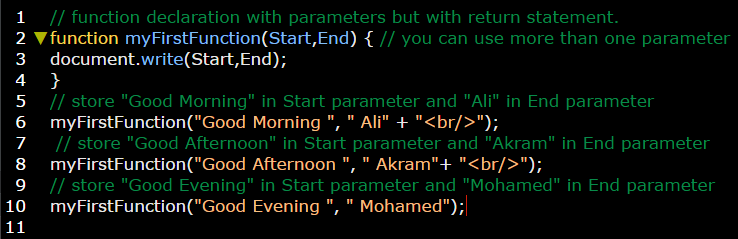 1 // function declaration with parameters but with return statement.
2 function myFirstFunction(Start,End) { // you can use more than one parameter
3 document.write(Start,End);
4 }
5 // store "Good Morning" in Start parameter and "Ali" in End parameter
6 myFirstFunction("Good Morning ", " Ali" + "<br/>");
7 // store "Good Afternoon" in Start parameter and "Akram" in End parameter
8 myFirstFunction("Good Afternoon ", " Akram"+ "<br/>");
9 // store "Good Evening" in Start parameter and "Mohamed" in End parameter
10 myFirstFunction("Good Evening ", " Mohamed");
11